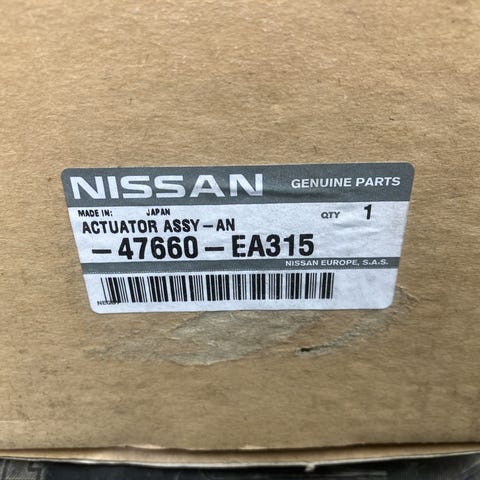 NISSAN GENUINE PARTS
MADE IN: JAPAN
QTY 1
ACTUATOR ASSY-AN
-47660-EA315
NISSAN EUROPE, S.A.S.